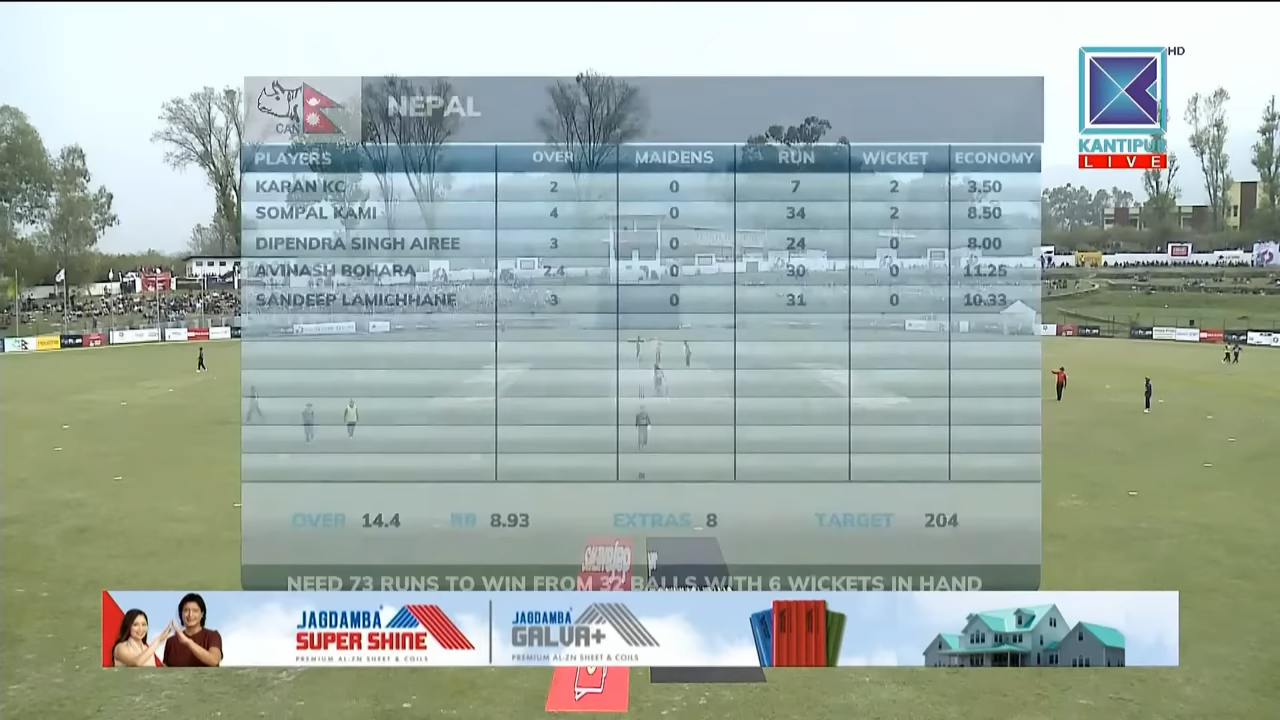 HD
KANTIPUR
LIVE
CAN
NEPAL
PLAYERS OVER MAIDENS RUN WICKET ECONOMY
KARAN KC 2 0 7 2 3.50
SOMPAL KAMI 4 0 34 2 8.50
DIPENDRA SINGH AIREE 3 0 24 0 8.00
AVINASH BOHARA 2.4 0 30 0 11.25
SANDEEP LAMICHHANE 3 0 31 0 10.33
OVER 14.4 RR 8.93 EXTRAS 8 TARGET 204
NEED 73 RUNS TO WIN FROM 32 BALLS WITH 6 WICKETS IN HAND
JAGDAMBA
SUPER SHINE
PREMIUM AL-ZN SHEET & COILS
JAGDAMBA
GALVA+
PREMIUM AL-ZN SHEET & COILS